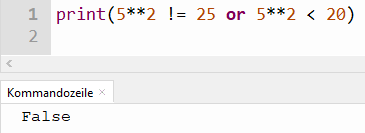 1 print(5**2 != 25 or 5**2 < 20)
2
Kommandozeile ×
False